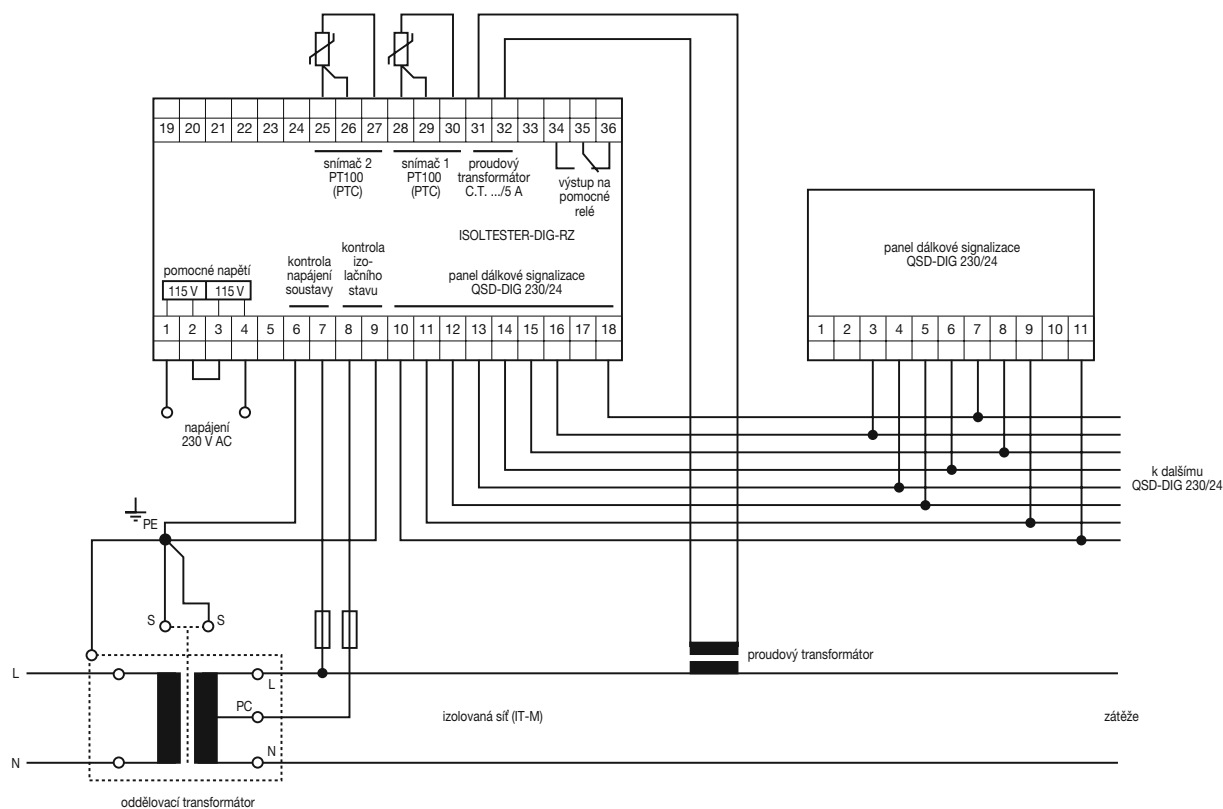 19 20 21 22 23 24 25 26 27 28 29 30 31 32 33 34 35 36
snímač 2
PT100
(PTC)
snímač 1
PT100
(PTC)
proudový
transformátor
C.T. .../5 A
výstup na
pomocné
relé
ISOLTESTER-DIG-RZ
pomocné napětí
115 V 115 V
kontrola
napájení
soustavy
kontrola
izo-
lačního
stavu
panel dálkové signalizace
QSD-DIG 230/24
1 2 3 4 5 6 7 8 9 10 11 12 13 14 15 16 17 18
napájení
230 V AC
panel dálkové signalizace
QSD-DIG 230/24
1 2 3 4 5 6 7 8 9 10 11
k dalšímu
QSD-DIG 230/24
PE
S S
proudový transformátor
L L
PC
izolovaná síť (IT-M)
zátěže
N N
oddělovací transformátor